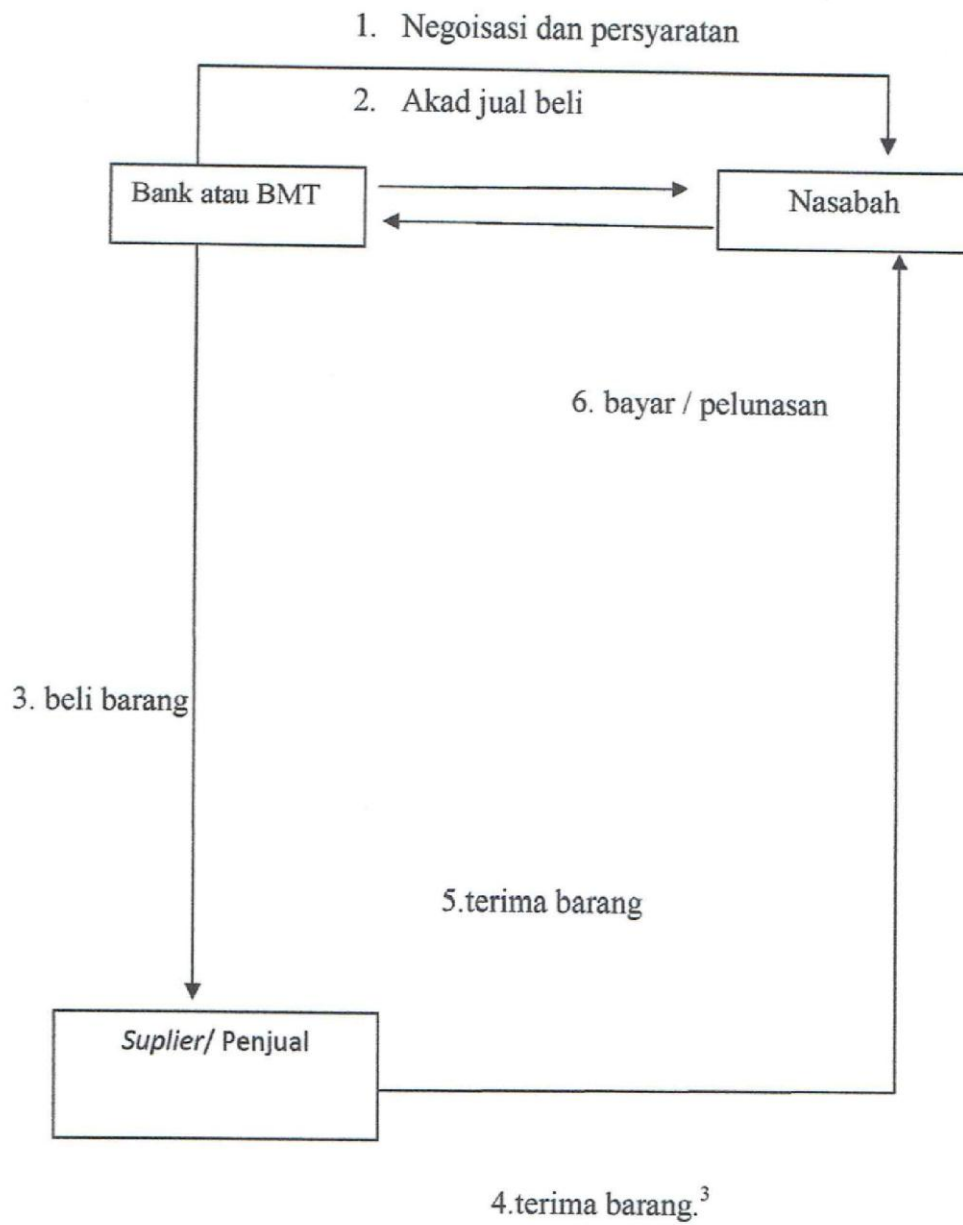 1. Negoisasi dan persyaratan
2. Akad jual beli
Bank atau BMT
Nasabah
6. bayar / pelunasan
3. beli barang
5.terima barang
Suplier/ Penjual
4.terima barang.³